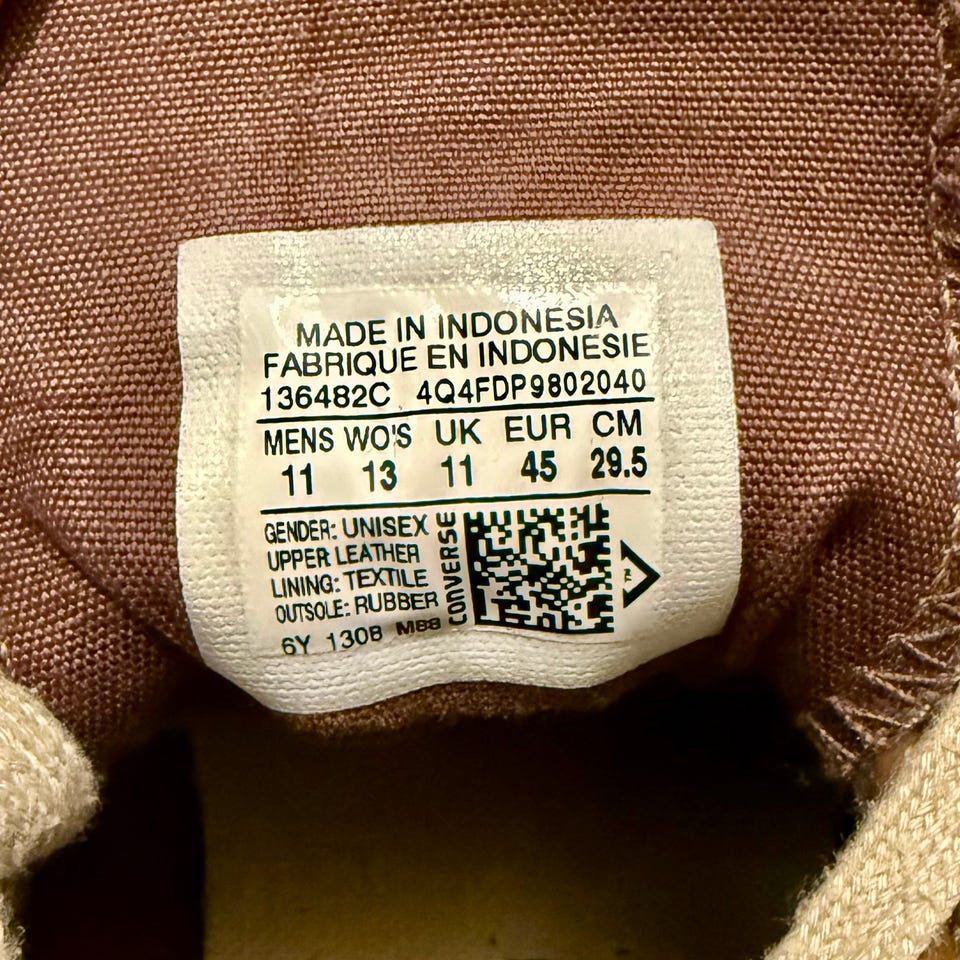 MADE IN INDONESIA
FABRIQUE EN INDONESIE
136482C 4Q4FDP9802040
MENS WO'S UK EUR CM
11 13 11 45 29.5
GENDER: UNISEX
UPPER LEATHER
LINING: TEXTILE
OUTSOLE: RUBBER
6Y 1308 M88
CONVERSE